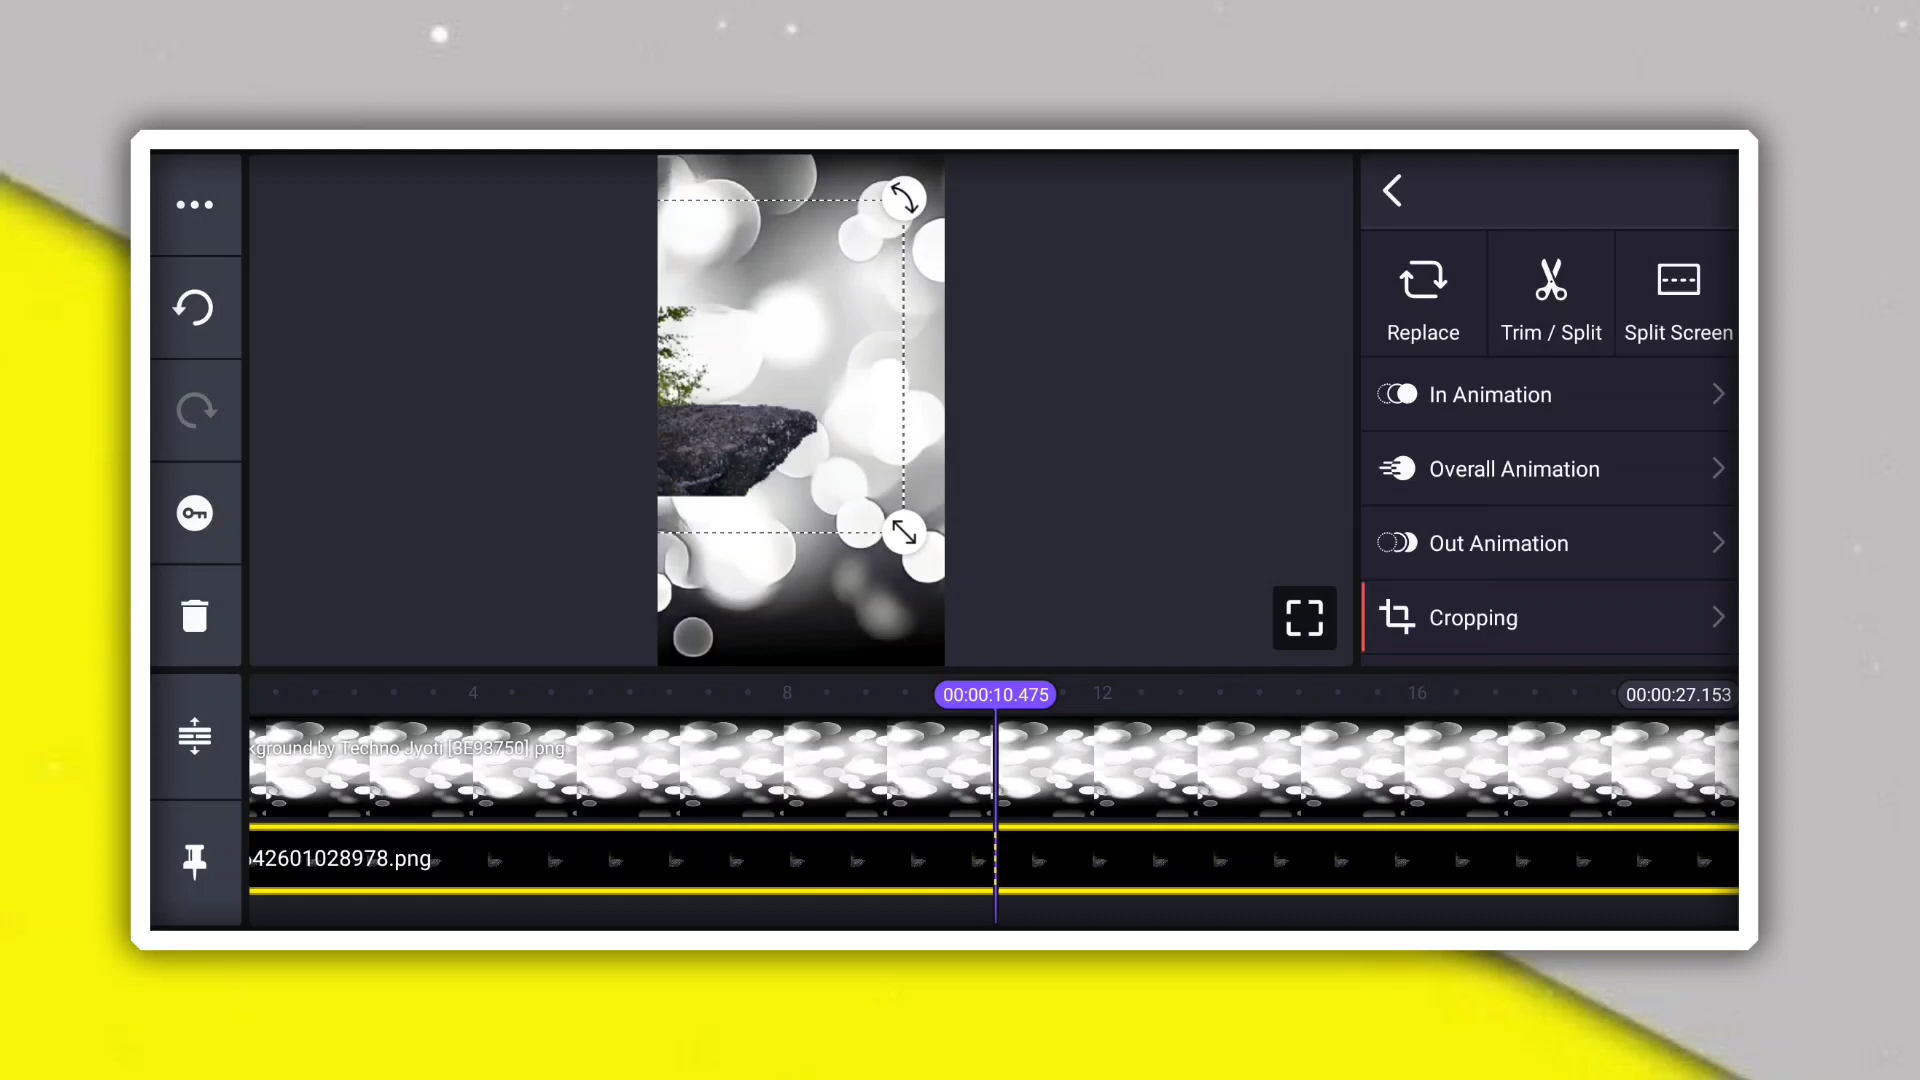 Replace
Trim / Split
Split Screen
In Animation
Overall Animation
Out Animation
Cropping
4
8
00:00:10.475
12
16
00:00:27.153
kground by Techno Jyoti [3E93750] png
42601028978.png